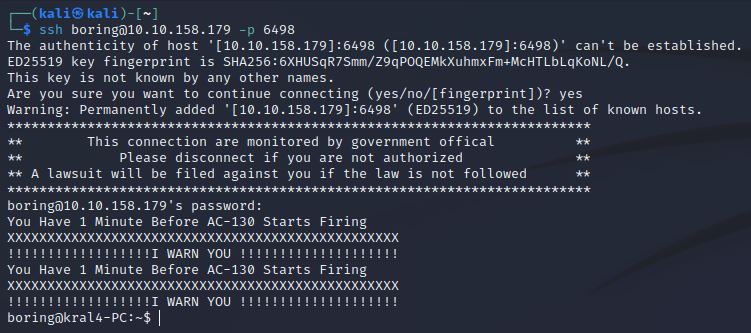 ┌──(kali㉿kali)-[~]
└─$ ssh boring@10.10.158.179 -p 6498
The authenticity of host '[10.10.158.179]:6498 ([10.10.158.179]:6498)' can't be established.
ED25519 key fingerprint is SHA256:6XHUSqR7Smm/Z9qPOQEMkXuhmxFm+McHTLbLqKoNL/Q.
This key is not known by any other names.
Are you sure you want to continue connecting (yes/no/[fingerprint])? yes
Warning: Permanently added '[10.10.158.179]:6498' (ED25519) to the list of known hosts.
*************************************************************************
**        This connection are monitored by government offical          **
**            Please disconnect if you are not authorized              **
** A lawsuit will be filed against you if the law is not followed      **
*************************************************************************
boring@10.10.158.179's password:
You Have 1 Minute Before AC-130 Starts Firing
XXXXXXXXXXXXXXXXXXXXXXXXXXXXXXXXXXXXXXXXXXXXXXXXX
!!!!!!!!!!!!!!!!!!I WARN YOU !!!!!!!!!!!!!!!!!!!!
You Have 1 Minute Before AC-130 Starts Firing
XXXXXXXXXXXXXXXXXXXXXXXXXXXXXXXXXXXXXXXXXXXXXXXXX
!!!!!!!!!!!!!!!!!!I WARN YOU !!!!!!!!!!!!!!!!!!!!
boring@kral4-PC:~$